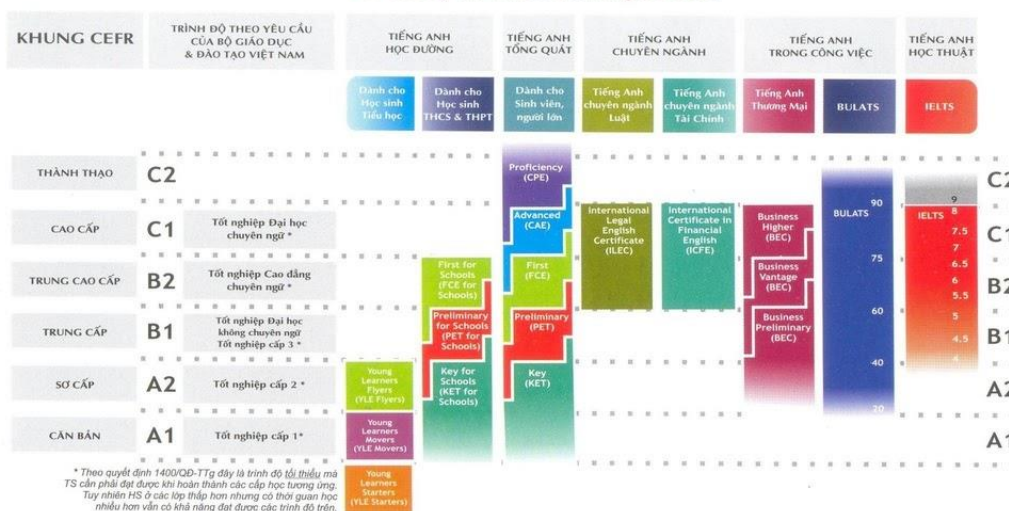 KHUNG CEFR
TRÌNH ĐỘ THEO YÊU CẦU
CỦA BỘ GIÁO DỤC
& ĐÀO TẠO VIỆT NAM
TIẾNG ANH
HỌC ĐƯỜNG
TIẾNG ANH
TỔNG QUÁT
TIẾNG ANH
CHUYÊN NGÀNH
TIẾNG ANH
TRONG CÔNG VIỆC
TIẾNG ANH
HỌC THUẬT
Dành cho
Học sinh
Tiểu học
Dành cho
Học sinh
THCS & THPT
Dành cho
Sinh viên,
người lớn
Tiếng Anh
chuyên ngành
Luật
Tiếng Anh
chuyên ngành
Tài Chính
Tiếng Anh
Thương Mại
BULATS
IELTS
THÀNH THẠO
C2
Proficiency
(CPE)
90
9
C2
CAO CẤP
C1
Tốt nghiệp Đại học
chuyên ngữ *
Advanced
(CAE)
International
Legal
English
Certificate
(ILEC)
International
Certificate in
Financial
English
(ICFE)
Business
Higher
(BEC)
BULATS
IELTS
8
7.5
7
C1
TRUNG CAO CẤP
B2
Tốt nghiệp Cao đẳng
chuyên ngữ *
First for
Schools
(FCE for
Schools)
First
(FCE)
Business
Vantage
(BEC)
75
6.5
6
5.5
B2
TRUNG CẤP
B1
Tốt nghiệp Đại học
không chuyên ngữ
Tốt nghiệp cấp 3 *
Preliminary
for Schools
(PET for
Schools)
Preliminary
(PET)
Business
Preliminary
(BEC)
60
5
4.5
4
B1
SƠ CẤP
A2
Tốt nghiệp cấp 2 *
Young
Learners
Flyers
(YLE Flyers)
Key for
Schools
(KET for
Schools)
Key
(KET)
40
20
A2
CĂN BẢN
A1
Tốt nghiệp cấp 1*
Young
Learners
Movers
(YLE Movers)
A1
Young
Learners
Starters
(YLE Starters)
* Theo quyết định 1400/QĐ-TTg đây là trình độ tối thiểu mà
TS cần phải đạt được khi hoàn thành các cấp học tương ứng.
Tuy nhiên HS ở các lớp thấp hơn nhưng có thời gian học
nhiều hơn vẫn có khả năng đạt được các trình độ trên.